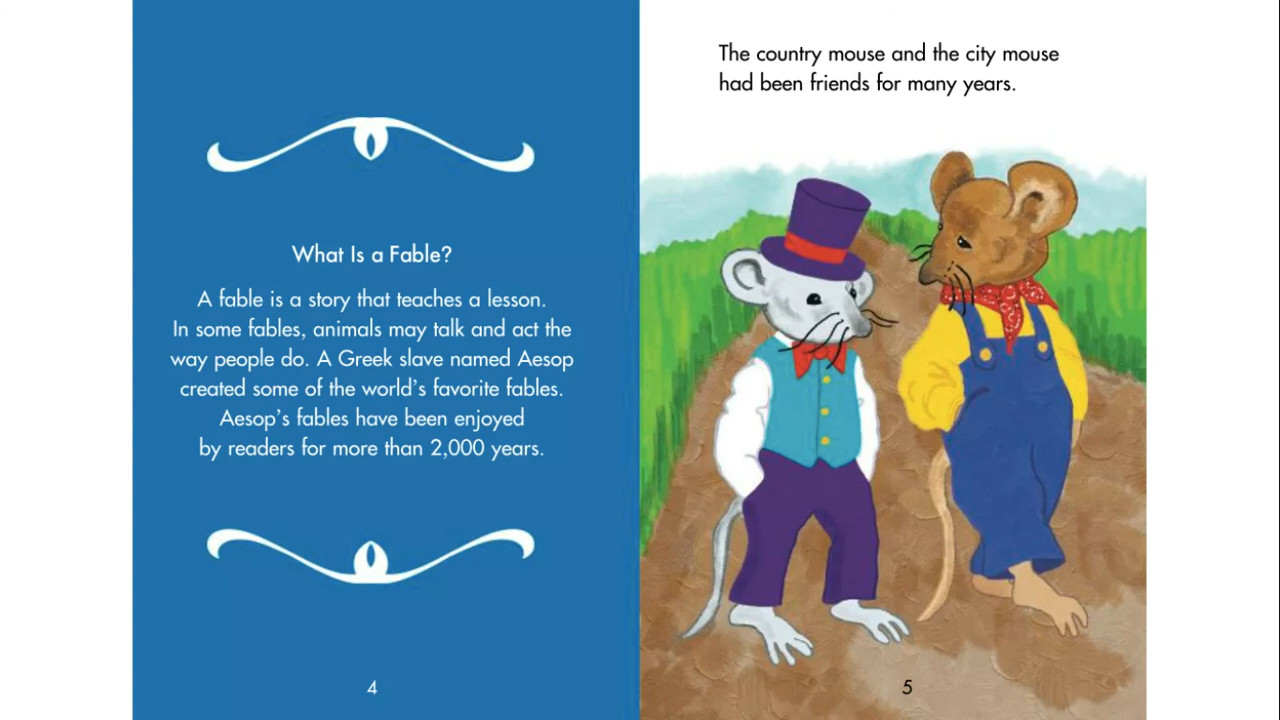 What Is a Fable?
A fable is a story that teaches a lesson.
In some fables, animals may talk and act the
way people do. A Greek slave named Aesop
created some of the world's favorite fables.
Aesop's fables have been enjoyed
by readers for more than 2,000 years.
4
The country mouse and the city mouse
had been friends for many years.
5